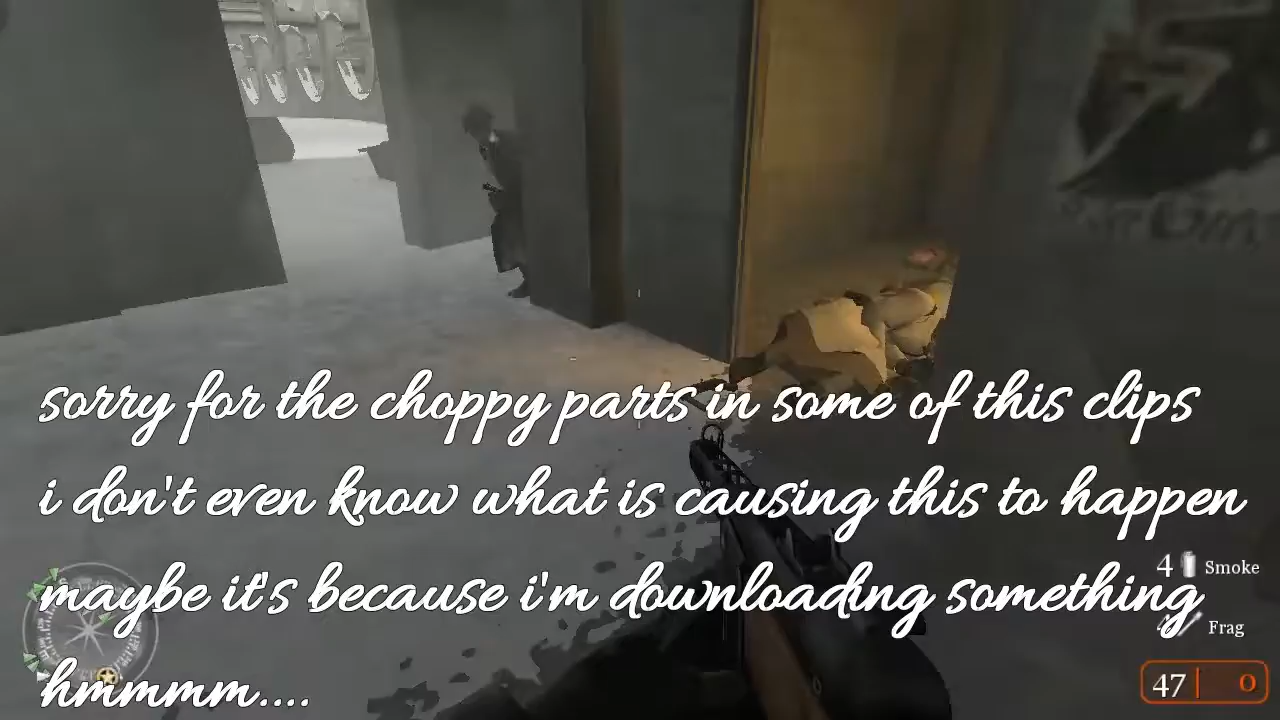 sorry for the choppy parts in some of this clips
i don't even know what is causing this to happen
maybe it's because i'm downloading something
hmmmm....
4 Smoke
Frag
47 0